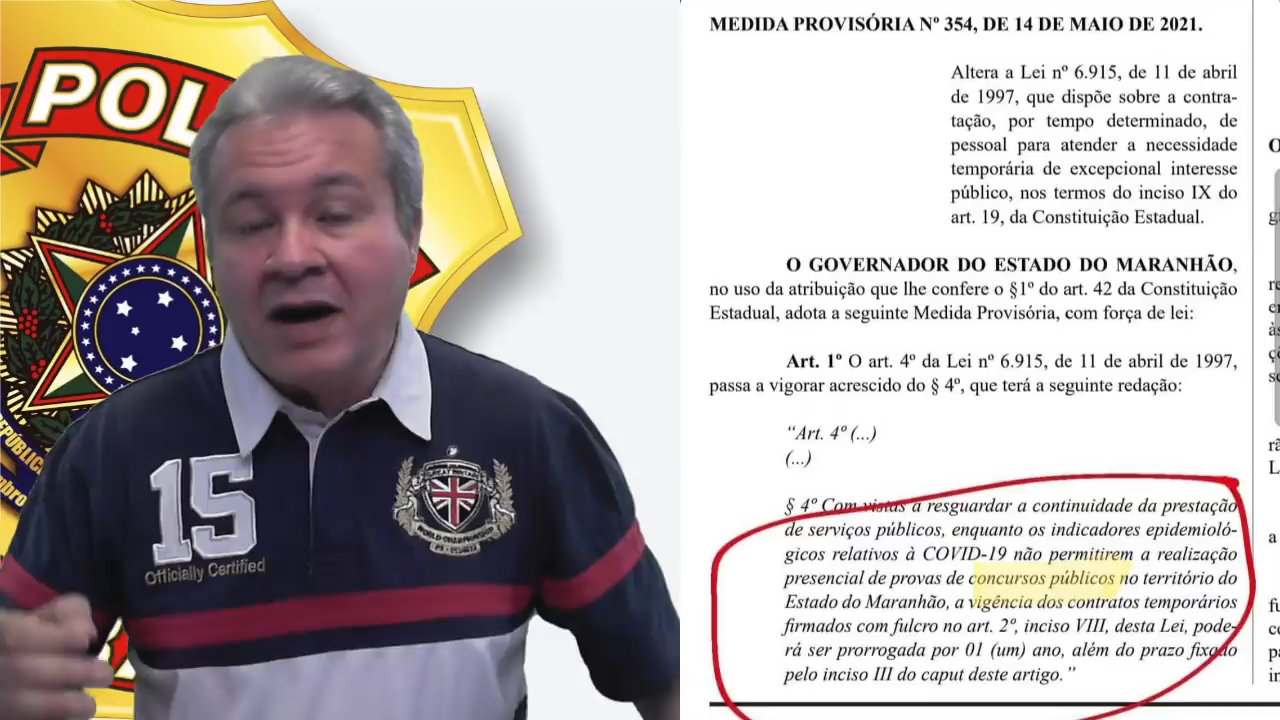 POL
REPÚBLIC
mbro
15
Officially Certified
MEDIDA PROVISÓRIA Nº 354, DE 14 DE MAIO DE 2021.
Altera a Lei nº 6.915, de 11 de abril
de 1997, que dispõe sobre a contra-
tação, por tempo determinado, de
pessoal para atender a necessidade
temporária de excepcional interesse
público, nos termos do inciso IX do
art. 19, da Constituição Estadual.
O GOVERNADOR DO ESTADO DO MARANHÃO,
no uso da atribuição que lhe confere o §1º do art. 42 da Constituição
Estadual, adota a seguinte Medida Provisória, com força de lei:
Art. 1º O art. 4º da Lei nº 6.915, de 11 de abril de 1997,
passa a vigorar acrescido do § 4º, que terá a seguinte redação:
“Art. 4º (...)
(...)
§ 4º Com vistas a resguardar a continuidade da prestação
de serviços públicos, enquanto os indicadores epidemioló-
gicos relativos à COVID-19 não permitirem a realização
presencial de provas de concursos públicos no território do
Estado do Maranhão, a vigência dos contratos temporários
firmados com fulcro no art. 2º, inciso VIII, desta Lei, pode-
rá ser prorrogada por 01 (um) ano, além do prazo fixado
pelo inciso III do caput deste artigo.”